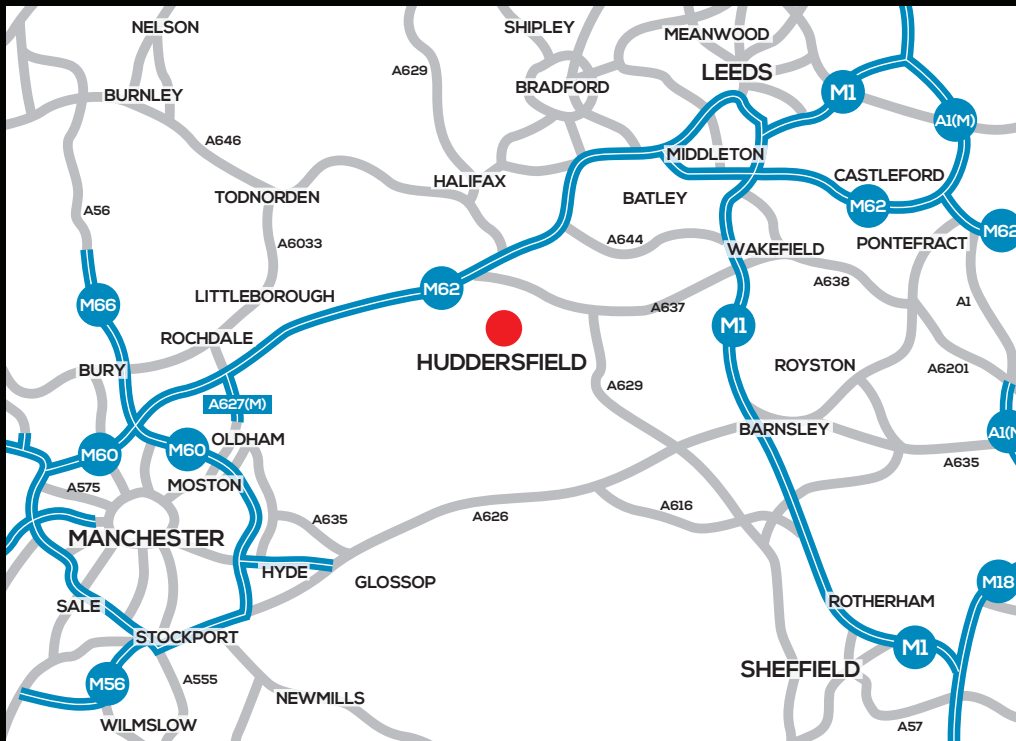 NELSON
SHIPLEY
MEANWOOD
A629
LEEDS
BURNLEY
BRADFORD
M1
A1(M)
A646
MIDDLETON
HALIFAX
CASTLEFORD
TODNORDEN
BATLEY
M62
A56
A6033
A644
WAKEFIELD
PONTEFRACT
M62
M62
A638
M66
LITTLEBOROUGH
A637
A1
ROCHDALE
M1
HUDDERSFIELD
BURY
ROYSTON
A6201
A629
A627(M)
OLDHAM
BARNSLEY
A1(M
M60
M60
A635
A575
MOSTON
A635
A626
A616
MANCHESTER
HYDE
GLOSSOP
M18
SALE
ROTHERHAM
STOCKPORT
M1
SHEFFIELD
M56
A555
NEWMILLS
WILMSLOW
A57